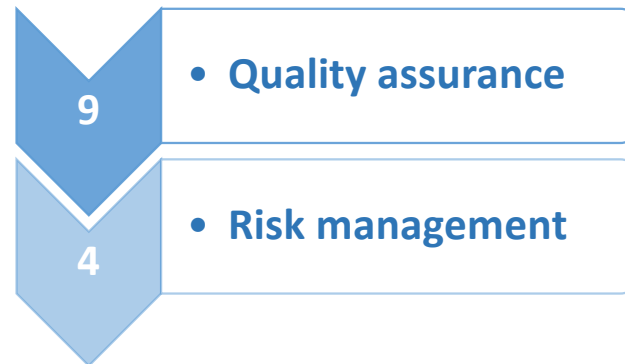 9
• Quality assurance
4
• Risk management